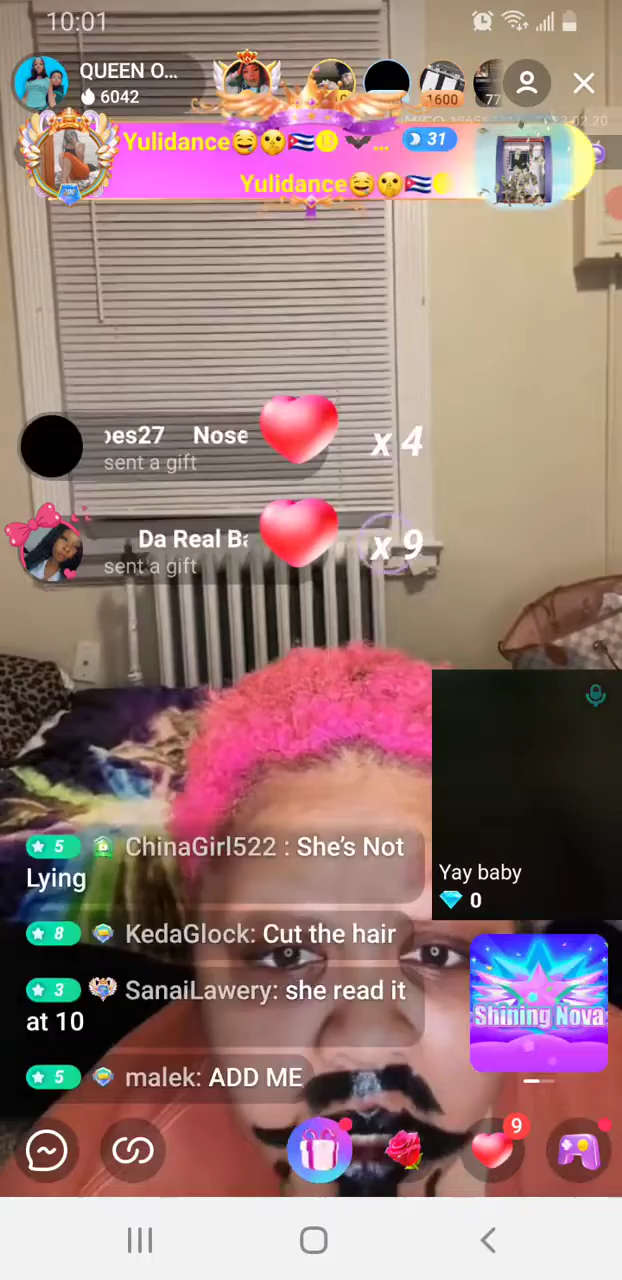 10:01
QUEEN O...
6042
1600
77
Yulidance🤤🤫🇨🇺 🦇... 31
Yulidance🤤🤫🇨🇺
Nose
sent a gift
x 4
Da Real
sent a gift
x 9
5 ChinaGirl522 : She's Not
Lying
Yay baby
0
8 KedaGlock: Cut the hair
3 SanaiLawery: she read it
at 10
Shining Nova
5 malek: ADD ME
9